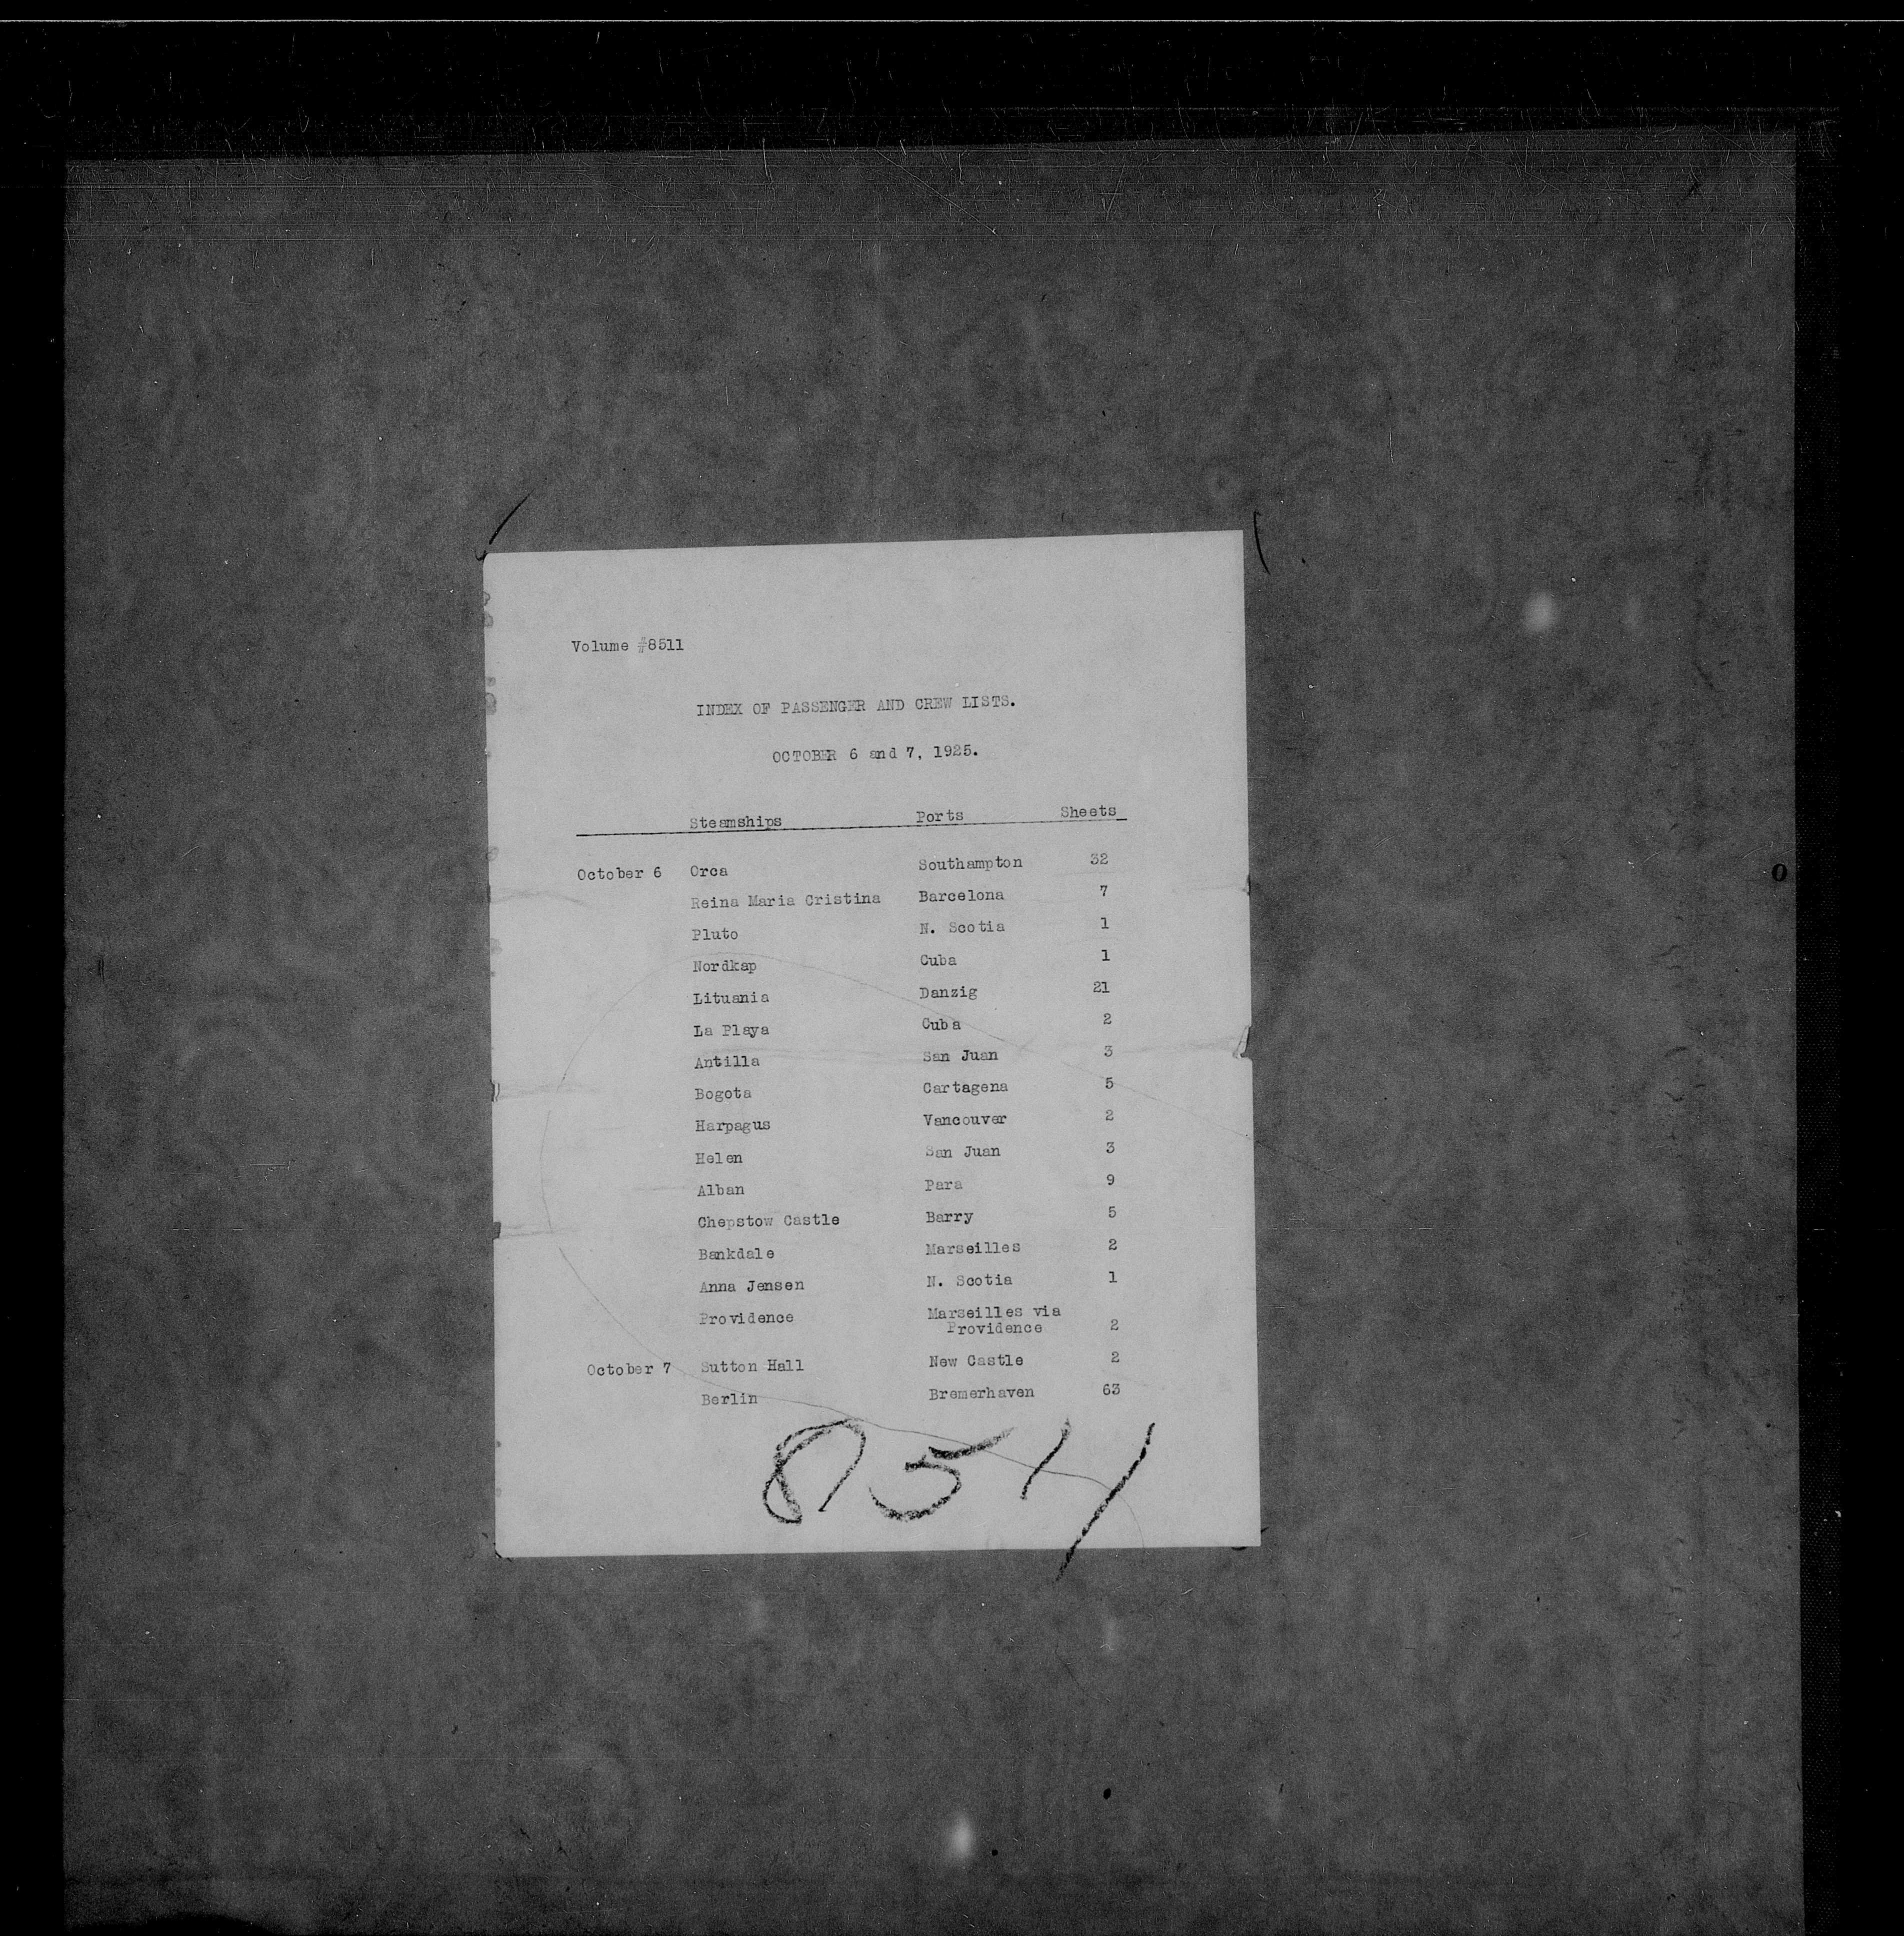 Volume #8511
INDEX OF PASSENGER AND CREW LISTS.
OCTOBER 6 and 7, 1925.
Steamships Ports Sheets
October 6 Orca Southampton 32
Reina Maria Cristina Barcelona 7
Pluto N. Scotia 1
Nordkap Cuba 1
Lituania Danzig 21
La Playa Cuba 2
Antilla San Juan 3
Bogota Cartagena 5
Harpagus Vancouver 2
Helen San Juan 3
Alban Para 9
Chepstow Castle Barry 5
Bankdale Marseilles 2
Anna Jensen N. Scotia 1
Providence Marseilles via
Providence 2
October 7 Sutton Hall New Castle 2
Berlin Bremerhaven 63
8511